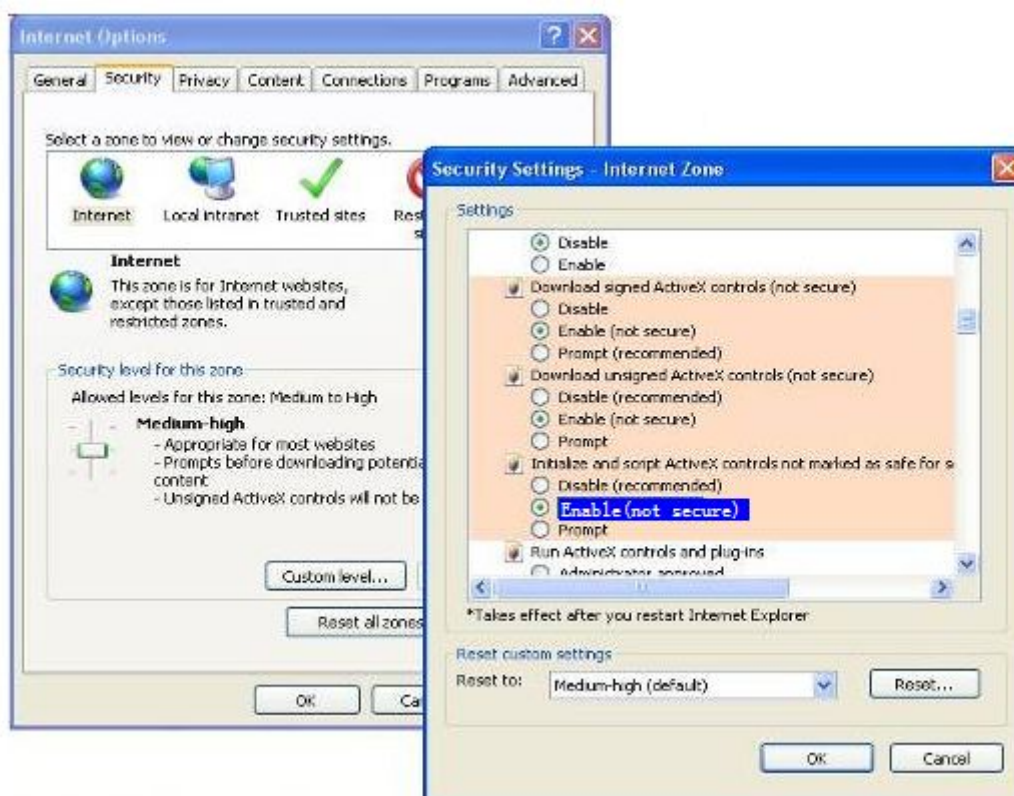 Internet Options
General Security Privacy Content Connections Programs Advanced
Select a zone to view or change security settings.
Internet Local intranet Trusted sites
Internet
This zone is for Internet websites,
except those listed in trusted and
restricted zones.
Security level for this zone
Allowed levels for this zone: Medium to High
Medium-high
- Appropriate for most websites
- Prompts before downloading
content
- Unsigned ActiveX controls will not be
Custom level...
Reset all zones
OK
Security Settings - Internet Zone
Settings
Disable
Enable
Download signed ActiveX controls (not secure)
Disable
Enable (not secure)
Prompt (recommended)
Download unsigned ActiveX controls (not secure)
Disable (recommended)
Enable (not secure)
Prompt
Initialize and script ActiveX controls not marked as safe for s
Disable (recommended)
Enable(not secure)
Prompt
Run ActiveX controls and plug-ins
Administrator approved
*Takes effect after you restart Internet Explorer
Reset custom settings
Reset to: Medium-high (default) Reset...
OK Cancel